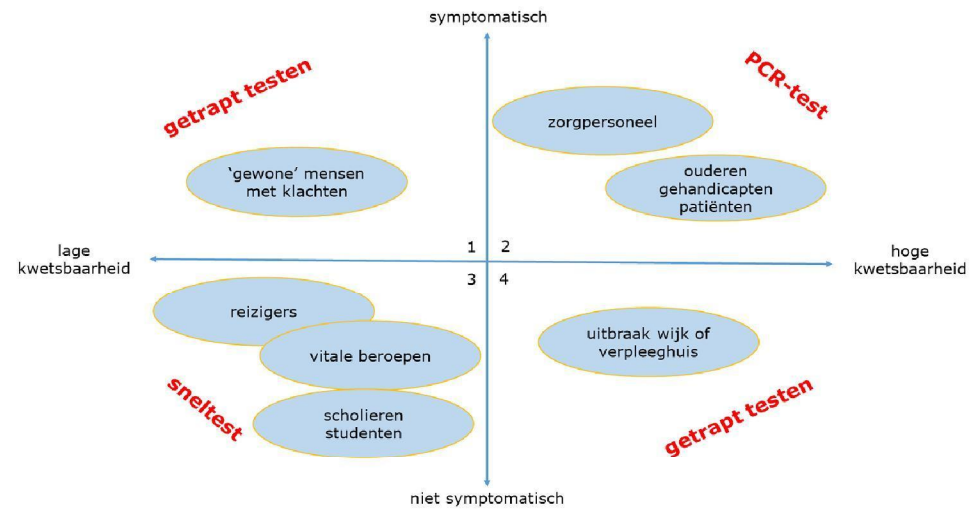 symptomatisch
getrapt testen
PCR-test
zorgpersoneel
‘gewone’ mensen
met klachten
ouderen
gehandicapten
patiënten
lage
kwetsbaarheid
1
2
hoge
kwetsbaarheid
3
4
reizigers
vitale beroepen
uitbraak wijk of
verpleeghuis
sneltest
scholieren
studenten
getrapt testen
niet symptomatisch